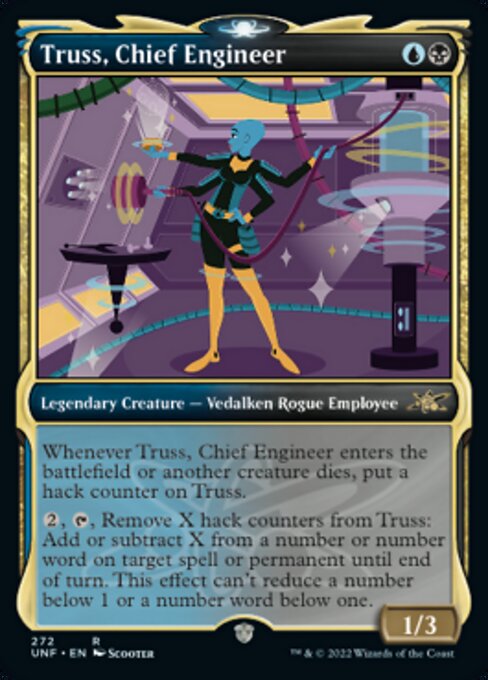 Truss, Chief Engineer
Legendary Creature — Vedalken Rogue Employee
Whenever Truss, Chief Engineer enters the
battlefield or another creature dies, put a
hack counter on Truss.
2, , Remove X hack counters from Truss:
Add or subtract X from a number or number
word on target spell or permanent until end
of turn. This effect can't reduce a number
below 1 or a number word below one.
1/3
272 R
UNF • EN Scooter
™ & © 2022 Wizards of the Coast